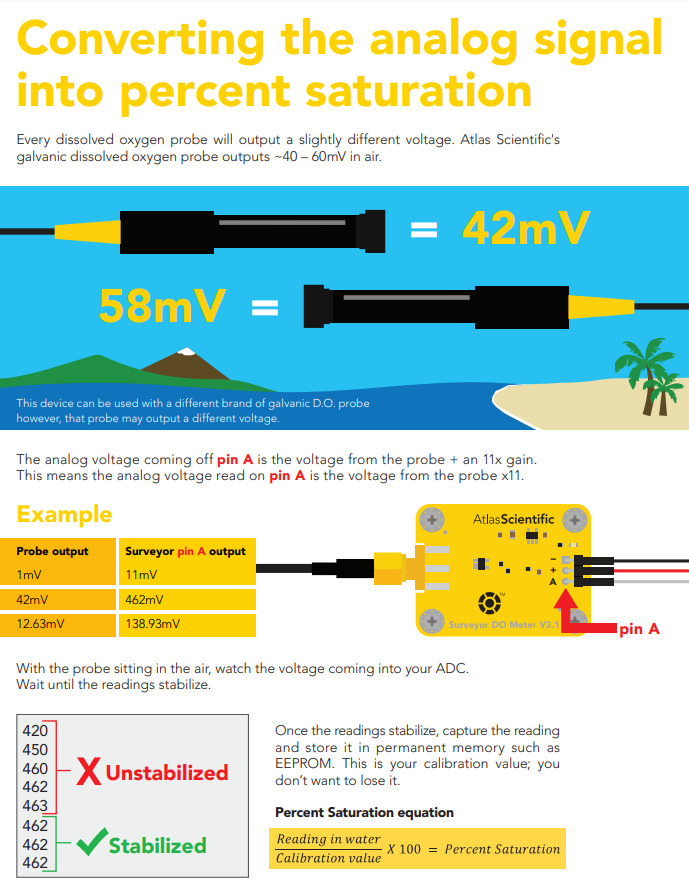 Converting the analog signal
into percent saturation
Every dissolved oxygen probe will output a slightly different voltage. Atlas Scientific's
galvanic dissolved oxygen probe outputs ~40 – 60mV in air.
= 42mV
58mV =
This device can be used with a different brand of galvanic D.O. probe
however, that probe may output a different voltage.
The analog voltage coming off pin A is the voltage from the probe + an 11x gain.
This means the analog voltage read on pin A is the voltage from the probe x11.
Example
Probe output Surveyor pin A output
1mV 11mV
42mV 462mV
12.63mV 138.93mV
AtlasScientific
−
+
A
TM
Surveyor DO Meter V3.1
pin A
With the probe sitting in the air, watch the voltage coming into your ADC.
Wait until the readings stabilize.
420
450
460
462
463
X Unstabilized
462
462
462
Stabilized
Once the readings stabilize, capture the reading
and store it in permanent memory such as
EEPROM. This is your calibration value; you
don't want to lose it.
Percent Saturation equation
Reading in water
Calibration value
X 100 = Percent Saturation